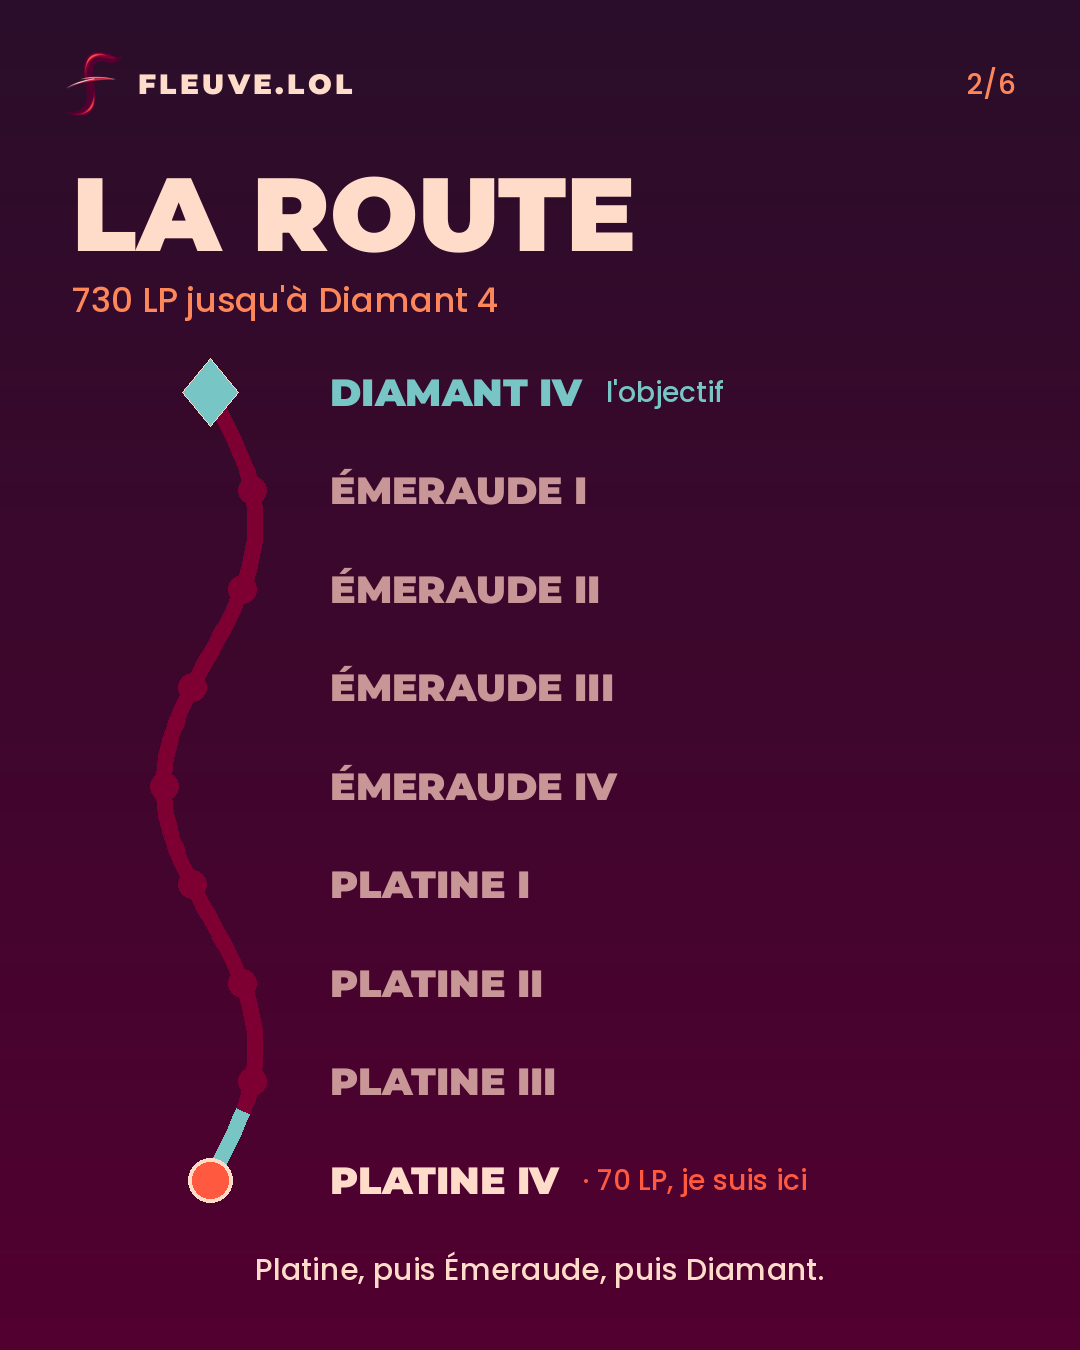 FLEUVE.LOL
2/6
LA ROUTE
730 LP jusqu'à Diamant 4
DIAMANT IV l'objectif
ÉMERAUDE I
ÉMERAUDE II
ÉMERAUDE III
ÉMERAUDE IV
PLATINE I
PLATINE II
PLATINE III
PLATINE IV · 70 LP, je suis ici
Platine, puis Émeraude, puis Diamant.